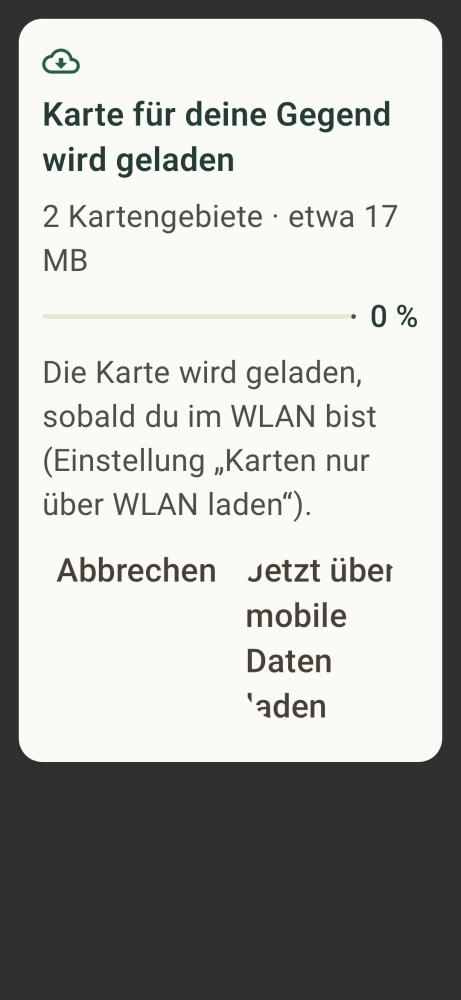 Karte für deine Gegend
wird geladen
2 Kartengebiete · etwa 17
MB
0 %
Die Karte wird geladen,
sobald du im WLAN bist
(Einstellung „Karten nur
über WLAN laden“).
Abbrechen
Jetzt über
mobile
Daten
laden